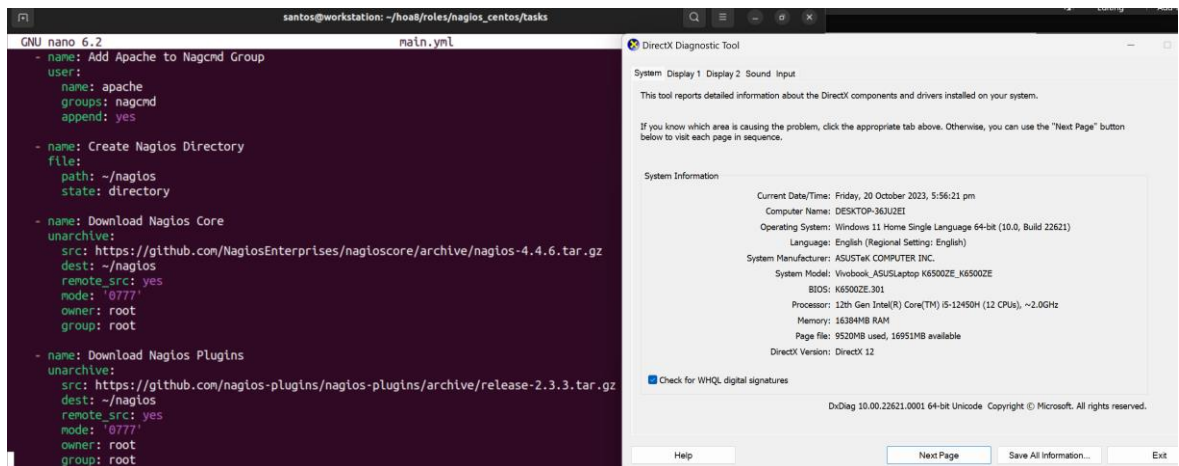 santos@workstation: ~/hoa8/roles/nagios_centos/tasks
GNU nano 6.2 main.yml
- name: Add Apache to Nagcmd Group
user:
name: apache
groups: nagcmd
append: yes
- name: Create Nagios Directory
file:
path: ~/nagios
state: directory
- name: Download Nagios Core
unarchive:
src: https://github.com/NagiosEnterprises/nagioscore/archive/nagios-4.4.6.tar.gz
dest: ~/nagios
remote_src: yes
mode: '0777'
owner: root
group: root
- name: Download Nagios Plugins
unarchive:
src: https://github.com/nagios-plugins/nagios-plugins/archive/release-2.3.3.tar.gz
dest: ~/nagios
remote_src: yes
mode: '0777'
owner: root
group: root
DirectX Diagnostic Tool
System Display 1 Display 2 Sound Input
This tool reports detailed information about the DirectX components and drivers installed on your system.
If you know which area is causing the problem, click the appropriate tab above. Otherwise, you can use the "Next Page" button
below to visit each page in sequence.
System Information
Current Date/Time: Friday, 20 October 2023, 5:56:21 pm
Computer Name: DESKTOP-36JU2EI
Operating System: Windows 11 Home Single Language 64-bit (10.0, Build 22621)
Language: English (Regional Setting: English)
System Manufacturer: ASUSTeK COMPUTER INC.
System Model: Vivobook_ASUSLaptop K6500ZE_K6500ZE
BIOS: K6500ZE.301
Processor: 12th Gen Intel(R) Core(TM) i5-12450H (12 CPUs), ~2.0GHz
Memory: 16384MB RAM
Page file: 9520MB used, 16951MB available
DirectX Version: DirectX 12
Check for WHQL digital signatures
DxDiag 10.00.22621.0001 64-bit Unicode Copyright © Microsoft. All rights reserved.
Help Next Page Save All Information... Exit